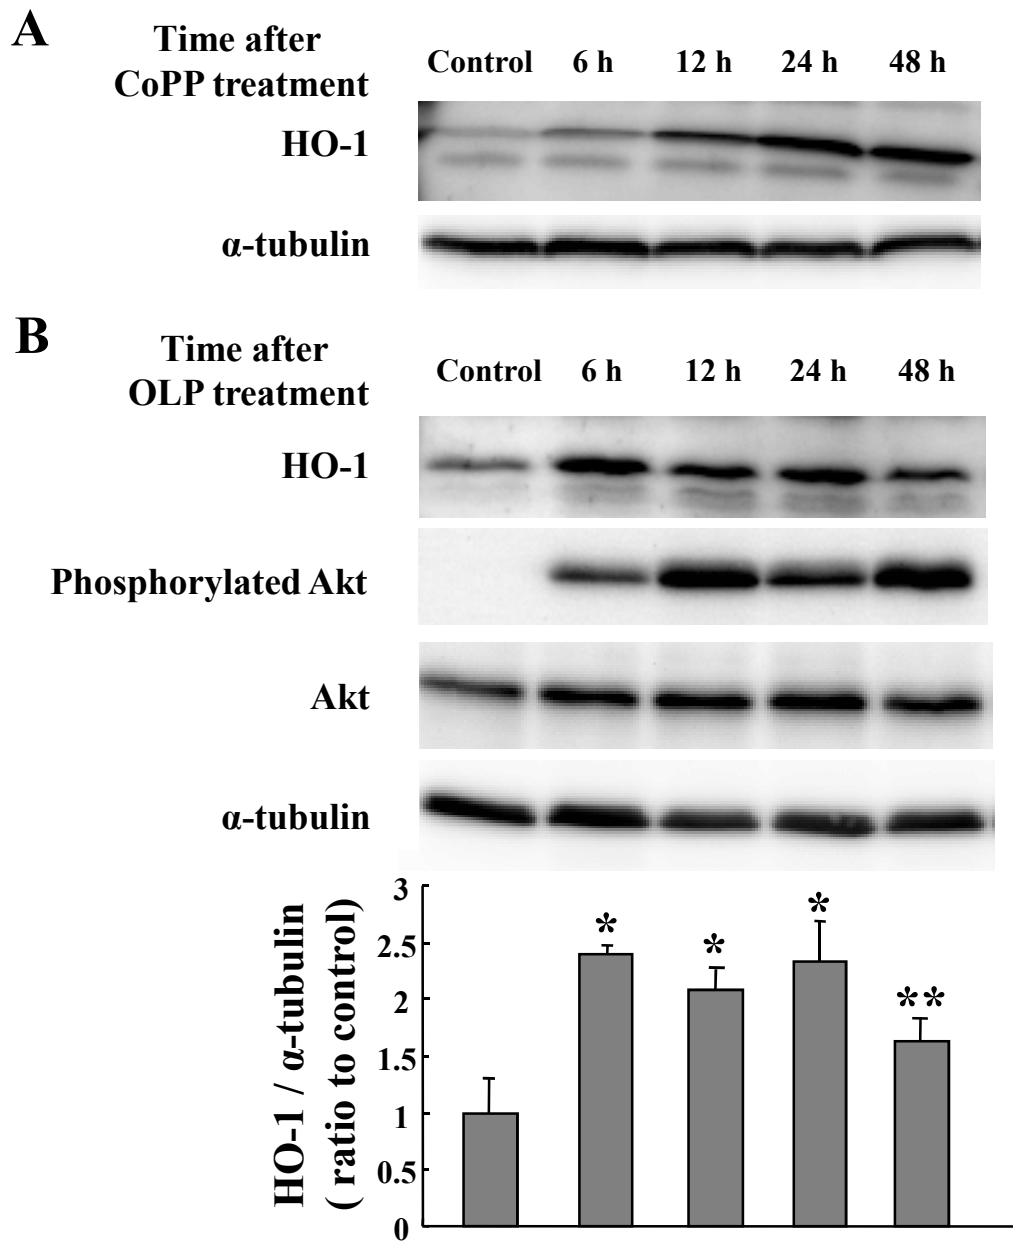 A
Time after
CoPP treatment
Control 6 h 12 h 24 h 48 h
HO-1
α-tubulin
B
Time after
OLP treatment
Control 6 h 12 h 24 h 48 h
HO-1
Phosphorylated Akt
Akt
α-tubulin
HO-1 / α-tubulin
( ratio to control)
3
2.5
2
1.5
1
0.5
0
*
*
*
**